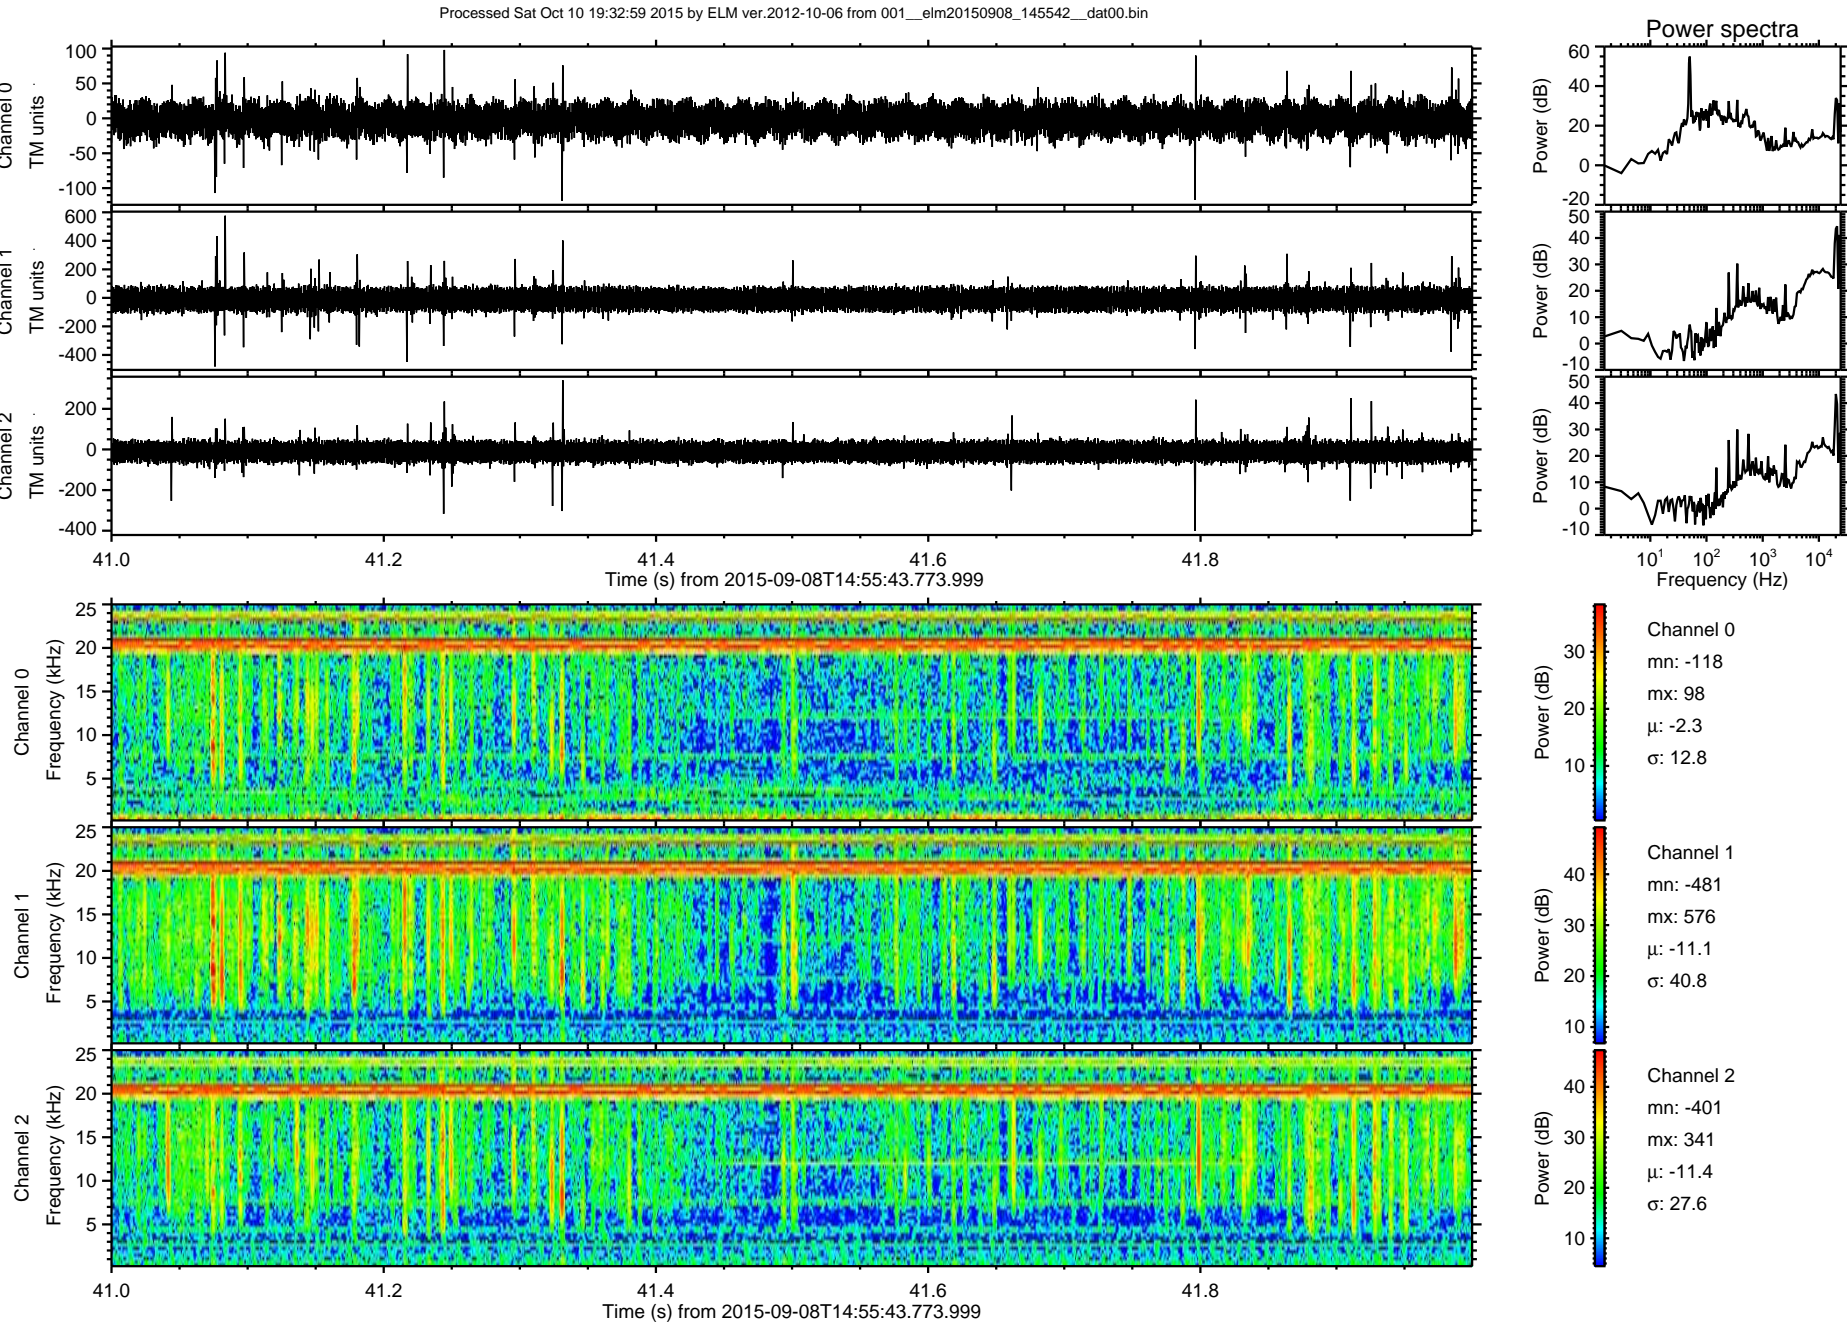 Processed Sat Oct 10 19:32:59 2015 by ELM ver.2012-10-06 from 001__elm20150908_145542__dat00.bin
Power spectra
Channel 0
TM units
100
50
0
-50
-100
Power (dB)
60
40
20
0
-20
Channel 1
TM units
600
400
200
0
-200
-400
Power (dB)
50
40
30
20
10
0
-10
Channel 2
TM units
200
0
-200
-400
Power (dB)
50
40
30
20
10
0
-10
41.0 41.2 41.4 41.6 41.8
Time (s) from 2015-09-08T14:55:43.773.999
10^1 10^2 10^3 10^4
Frequency (Hz)
Channel 0
Frequency (kHz)
25
20
15
10
5
Power (dB)
30
20
10
Channel 0
mn: -118
mx: 98
μ: -2.3
σ: 12.8
Channel 1
Frequency (kHz)
25
20
15
10
5
Power (dB)
40
30
20
10
Channel 1
mn: -481
mx: 576
μ: -11.1
σ: 40.8
Channel 2
Frequency (kHz)
25
20
15
10
5
Power (dB)
40
30
20
10
Channel 2
mn: -401
mx: 341
μ: -11.4
σ: 27.6
41.0 41.2 41.4 41.6 41.8
Time (s) from 2015-09-08T14:55:43.773.999